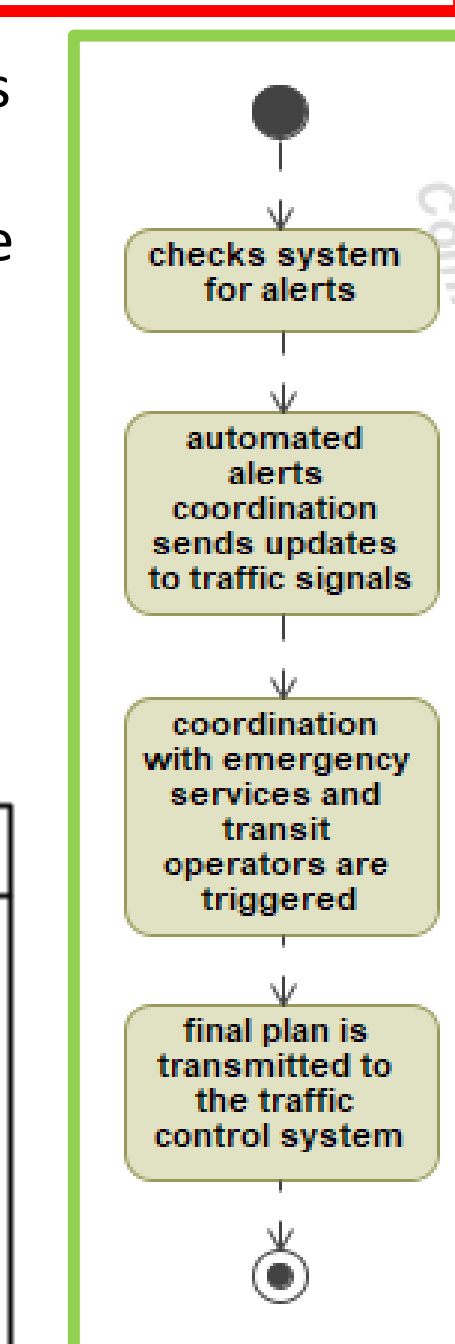 s
e
checks system
for alerts
automated
alerts
coordination
sends updates
to traffic signals
coordination
with emergency
services and
transit
operators are
triggered
final plan is
transmitted to
the traffic
control system